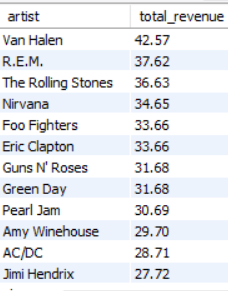 artist total_revenue
Van Halen 42.57
R.E.M. 37.62
The Rolling Stones 36.63
Nirvana 34.65
Foo Fighters 33.66
Eric Clapton 33.66
Guns N' Roses 31.68
Green Day 31.68
Pearl Jam 30.69
Amy Winehouse 29.70
AC/DC 28.71
Jimi Hendrix 27.72